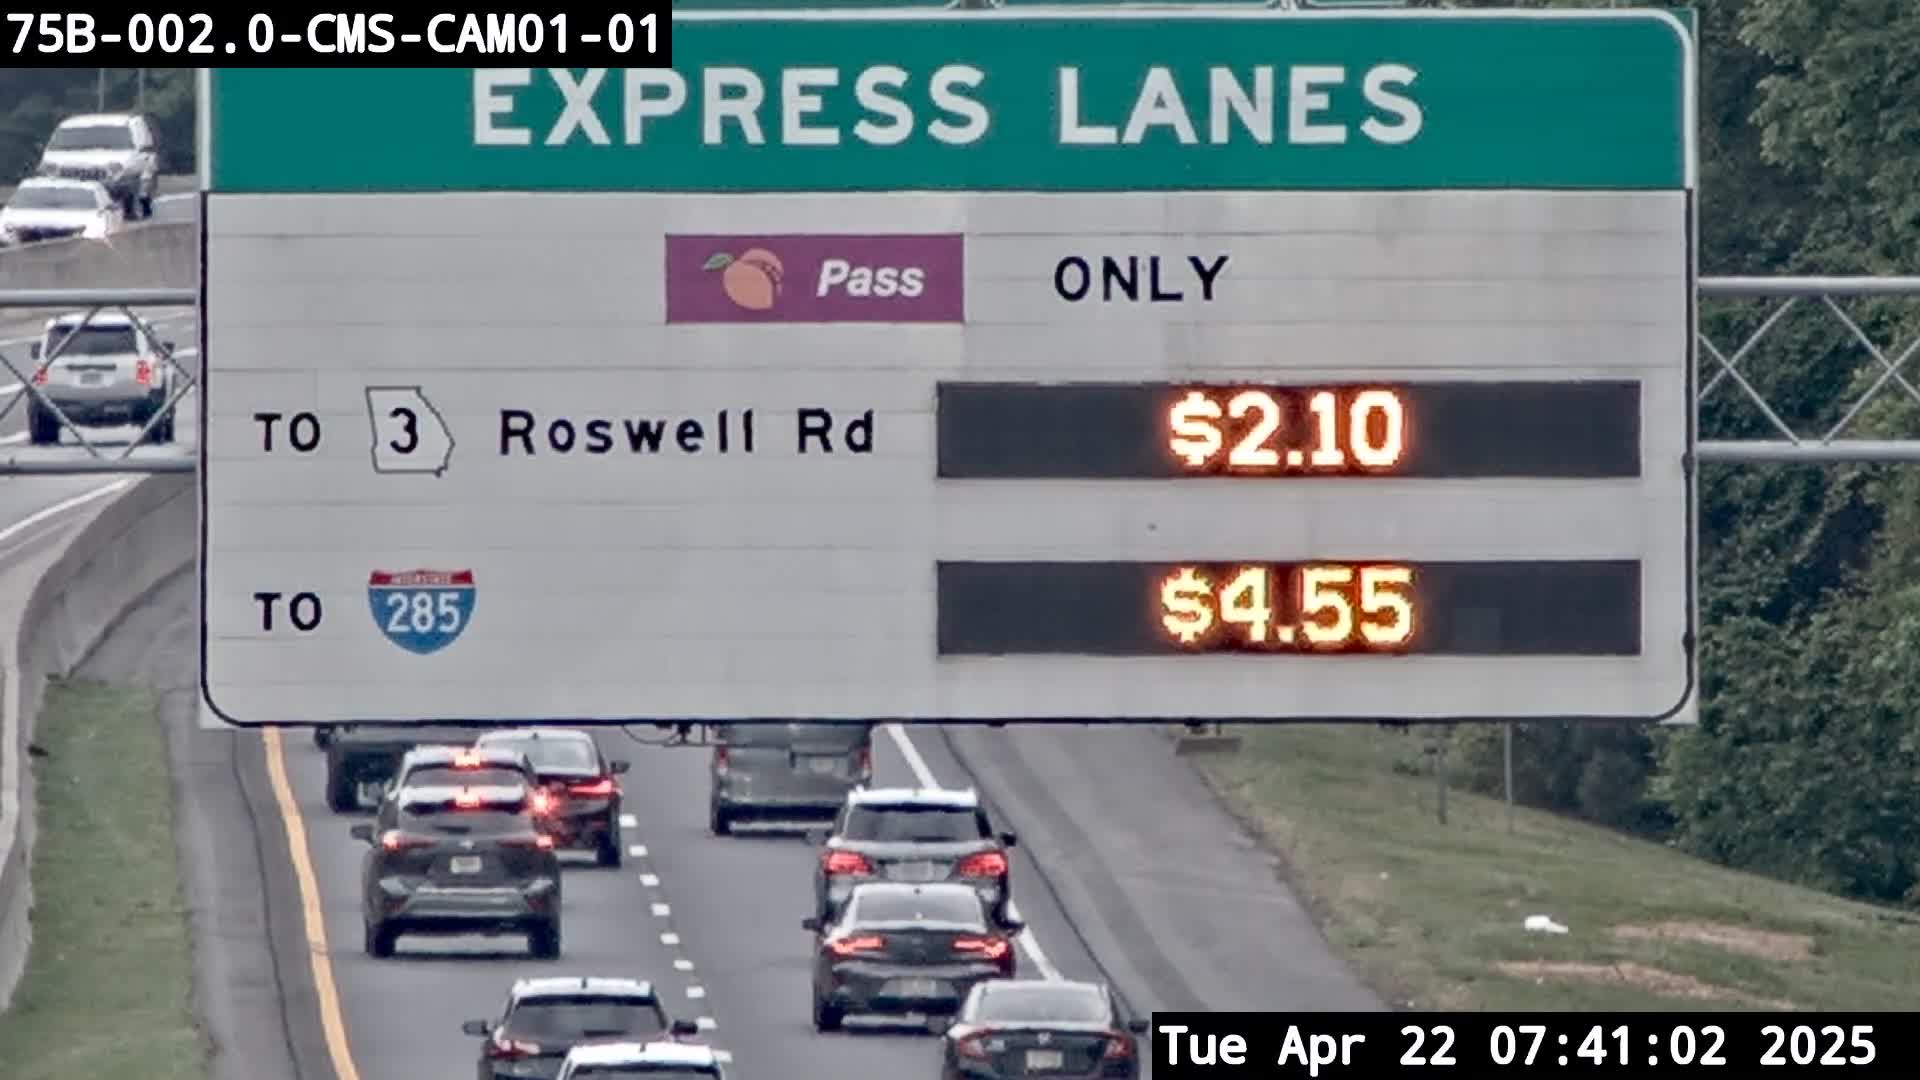 75B-002.0-CMS-CAM01-01
EXPRESS LANES
Pass ONLY
TO 3 Roswell Rd $2.10
TO INTERSTATE 285 $4.55
Tue Apr 22 07:41:02 2025